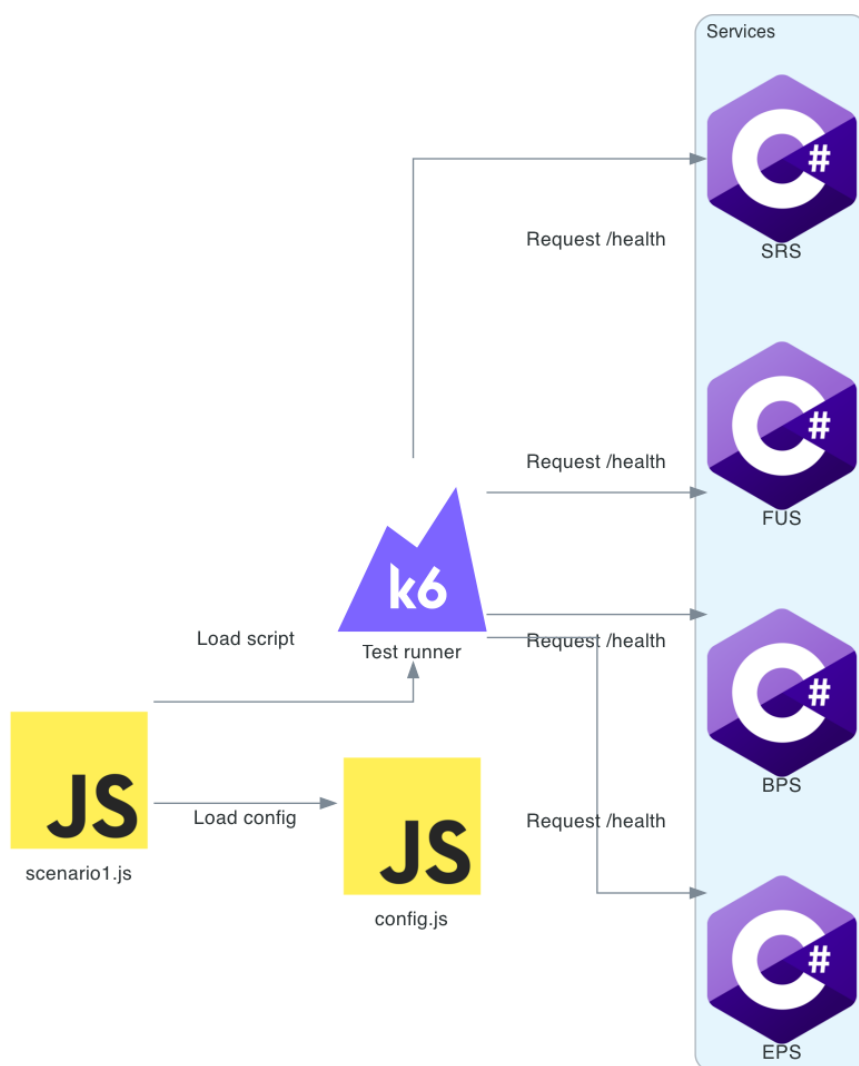 Services
C#
SRS
Request /health
C#
FUS
Request /health
k6
Test runner
Request /health
C#
BPS
Load script
JS
scenario1.js
Load config
JS
config.js
Request /health
C#
EPS